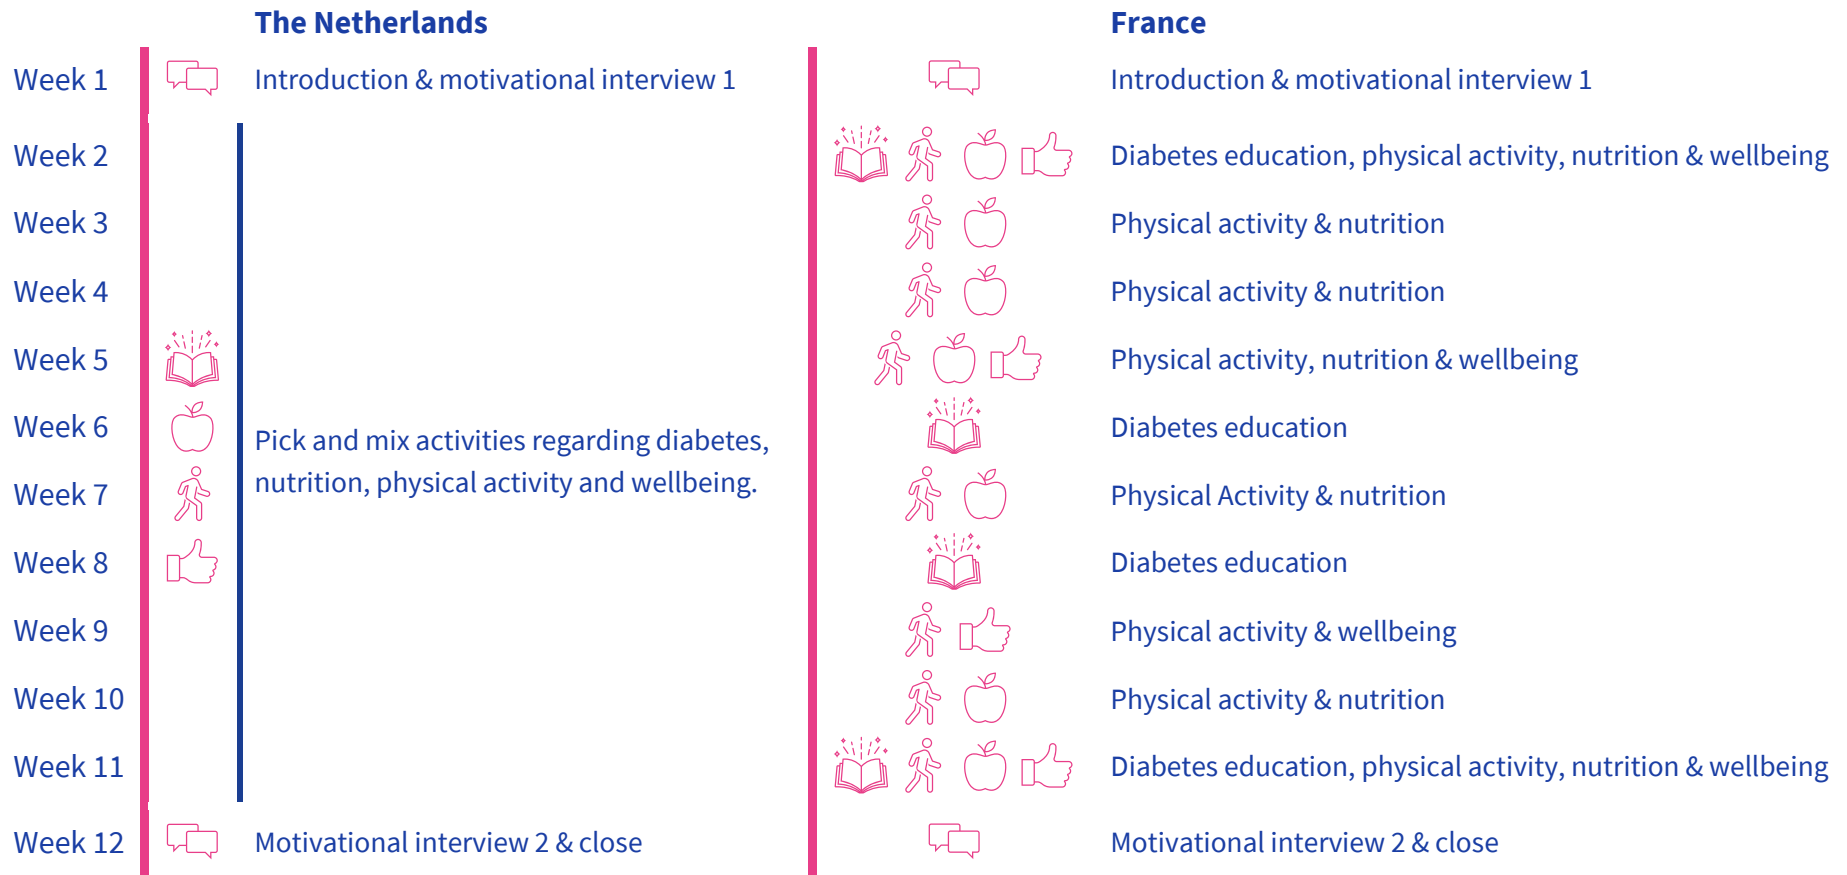 The Netherlands
France
Week 1
Introduction & motivational interview 1
Introduction & motivational interview 1
Week 2
Diabetes education, physical activity, nutrition & wellbeing
Week 3
Physical activity & nutrition
Week 4
Physical activity & nutrition
Week 5
Physical activity, nutrition & wellbeing
Week 6
Pick and mix activities regarding diabetes,
nutrition, physical activity and wellbeing.
Diabetes education
Week 7
Physical Activity & nutrition
Week 8
Diabetes education
Week 9
Physical activity & wellbeing
Week 10
Physical activity & nutrition
Week 11
Diabetes education, physical activity, nutrition & wellbeing
Week 12
Motivational interview 2 & close
Motivational interview 2 & close